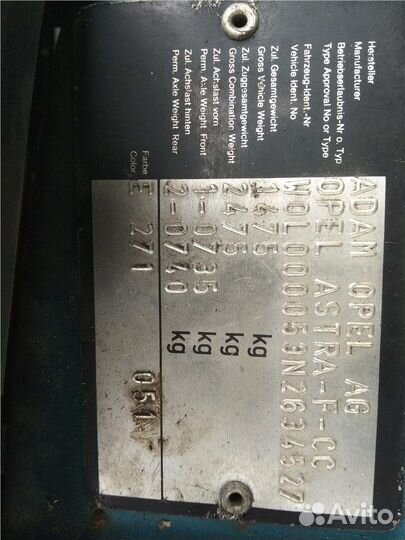 Hersteller
Manufacturer
ADAM OPEL AG
Betriebserlaubnis-Nr o. Typ
Type Approval No or Type
OPEL ASTRA-F-CC
Fahrzeug-Ident.-Nr
Vehicle Ident. No
W0L000053N2634527
Zul. Gesamtgewicht
Gross Vehicle Weight
1475 kg
Zul. Zuggesamtgewicht
Gross Combination Weight
2475 kg
Zul. Achslast vorn
Perm. Axle Weight Front
1-0735 kg
Zul. Achslast hinten
Perm. Axle Weight Rear
2-0740 kg
Farbe
Color
E 271
Avito